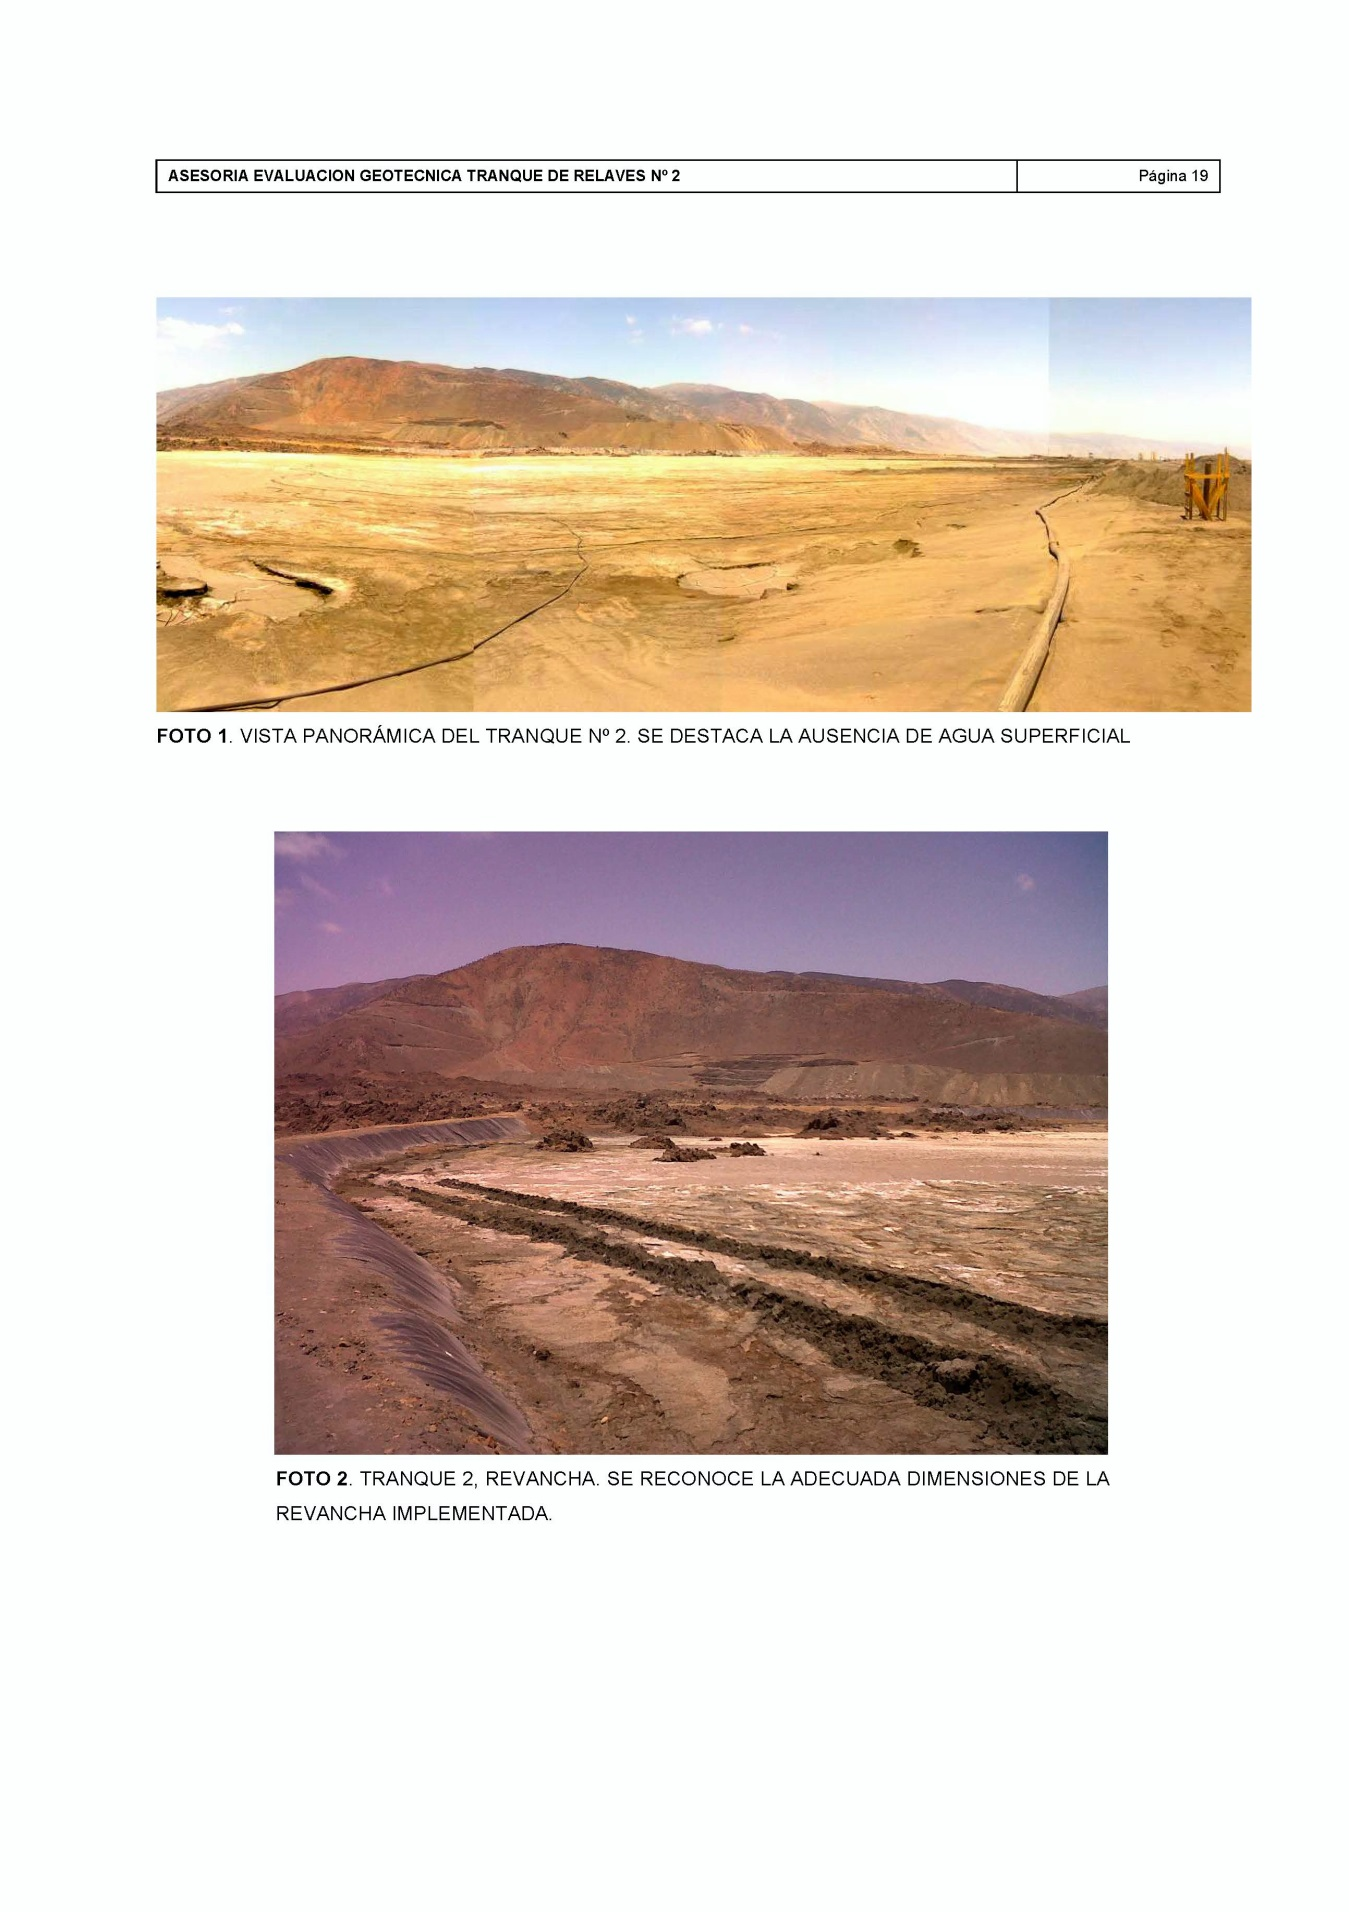 ASESORIA EVALUACION GEOTECNICA TRANQUE DE RELAVES Nº 2
Página 19
FOTO 1. VISTA PANORÁMICA DEL TRANQUE Nº 2. SE DESTACA LA AUSENCIA DE AGUA SUPERFICIAL
FOTO 2. TRANQUE 2, REVANCHA. SE RECONOCE LA ADECUADA DIMENSIONES DE LA
REVANCHA IMPLEMENTADA.